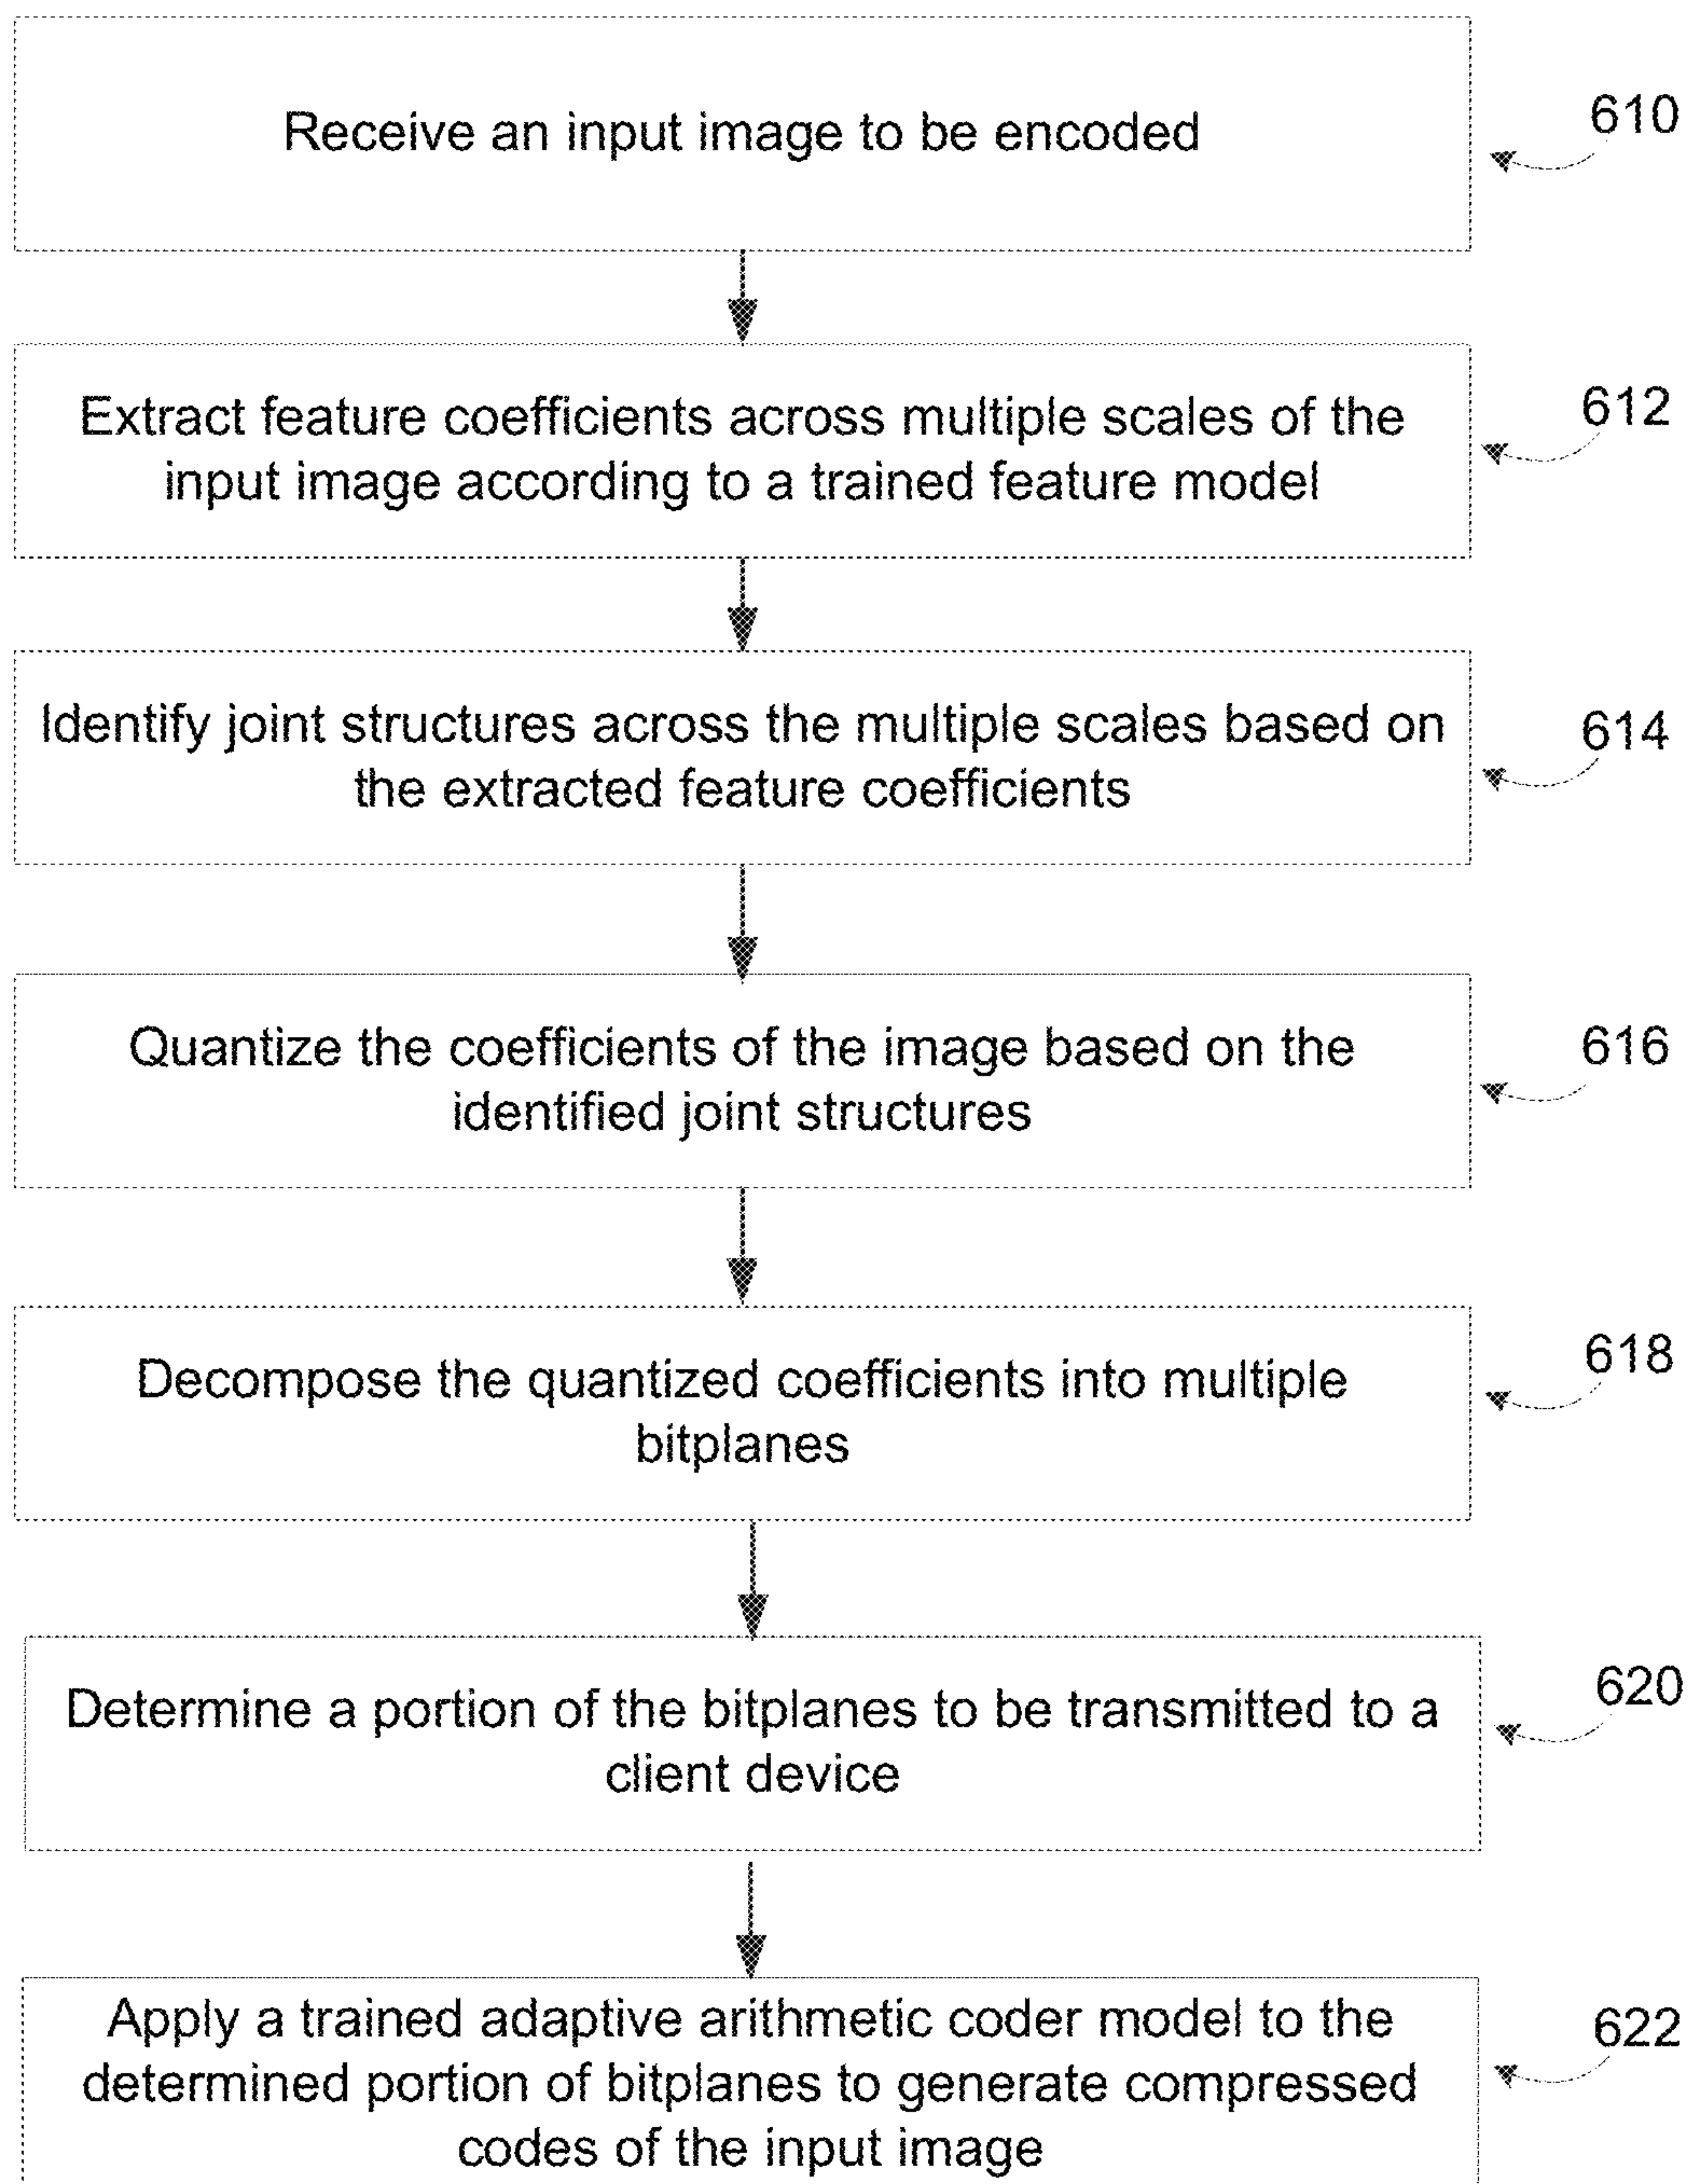 Receive an input image to be encoded
610
Extract feature coefficients across multiple scales of the
input image according to a trained feature model
612
Identify joint structures across the multiple scales based on
the extracted feature coefficients
614
Quantize the coefficients of the image based on the
identified joint structures
616
Decompose the quantized coefficients into multiple
bitplanes
618
Determine a portion of the bitplanes to be transmitted to a
client device
620
Apply a trained adaptive arithmetic coder model to the
determined portion of bitplanes to generate compressed
codes of the input image
622